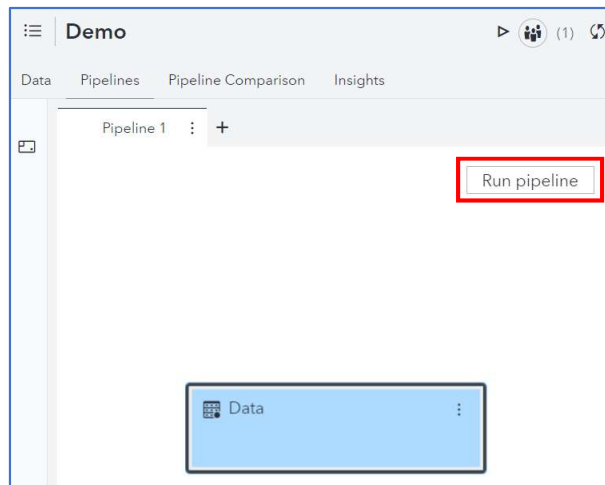 Demo
(1)
Data Pipelines Pipeline Comparison Insights
Pipeline 1
Run pipeline
Data